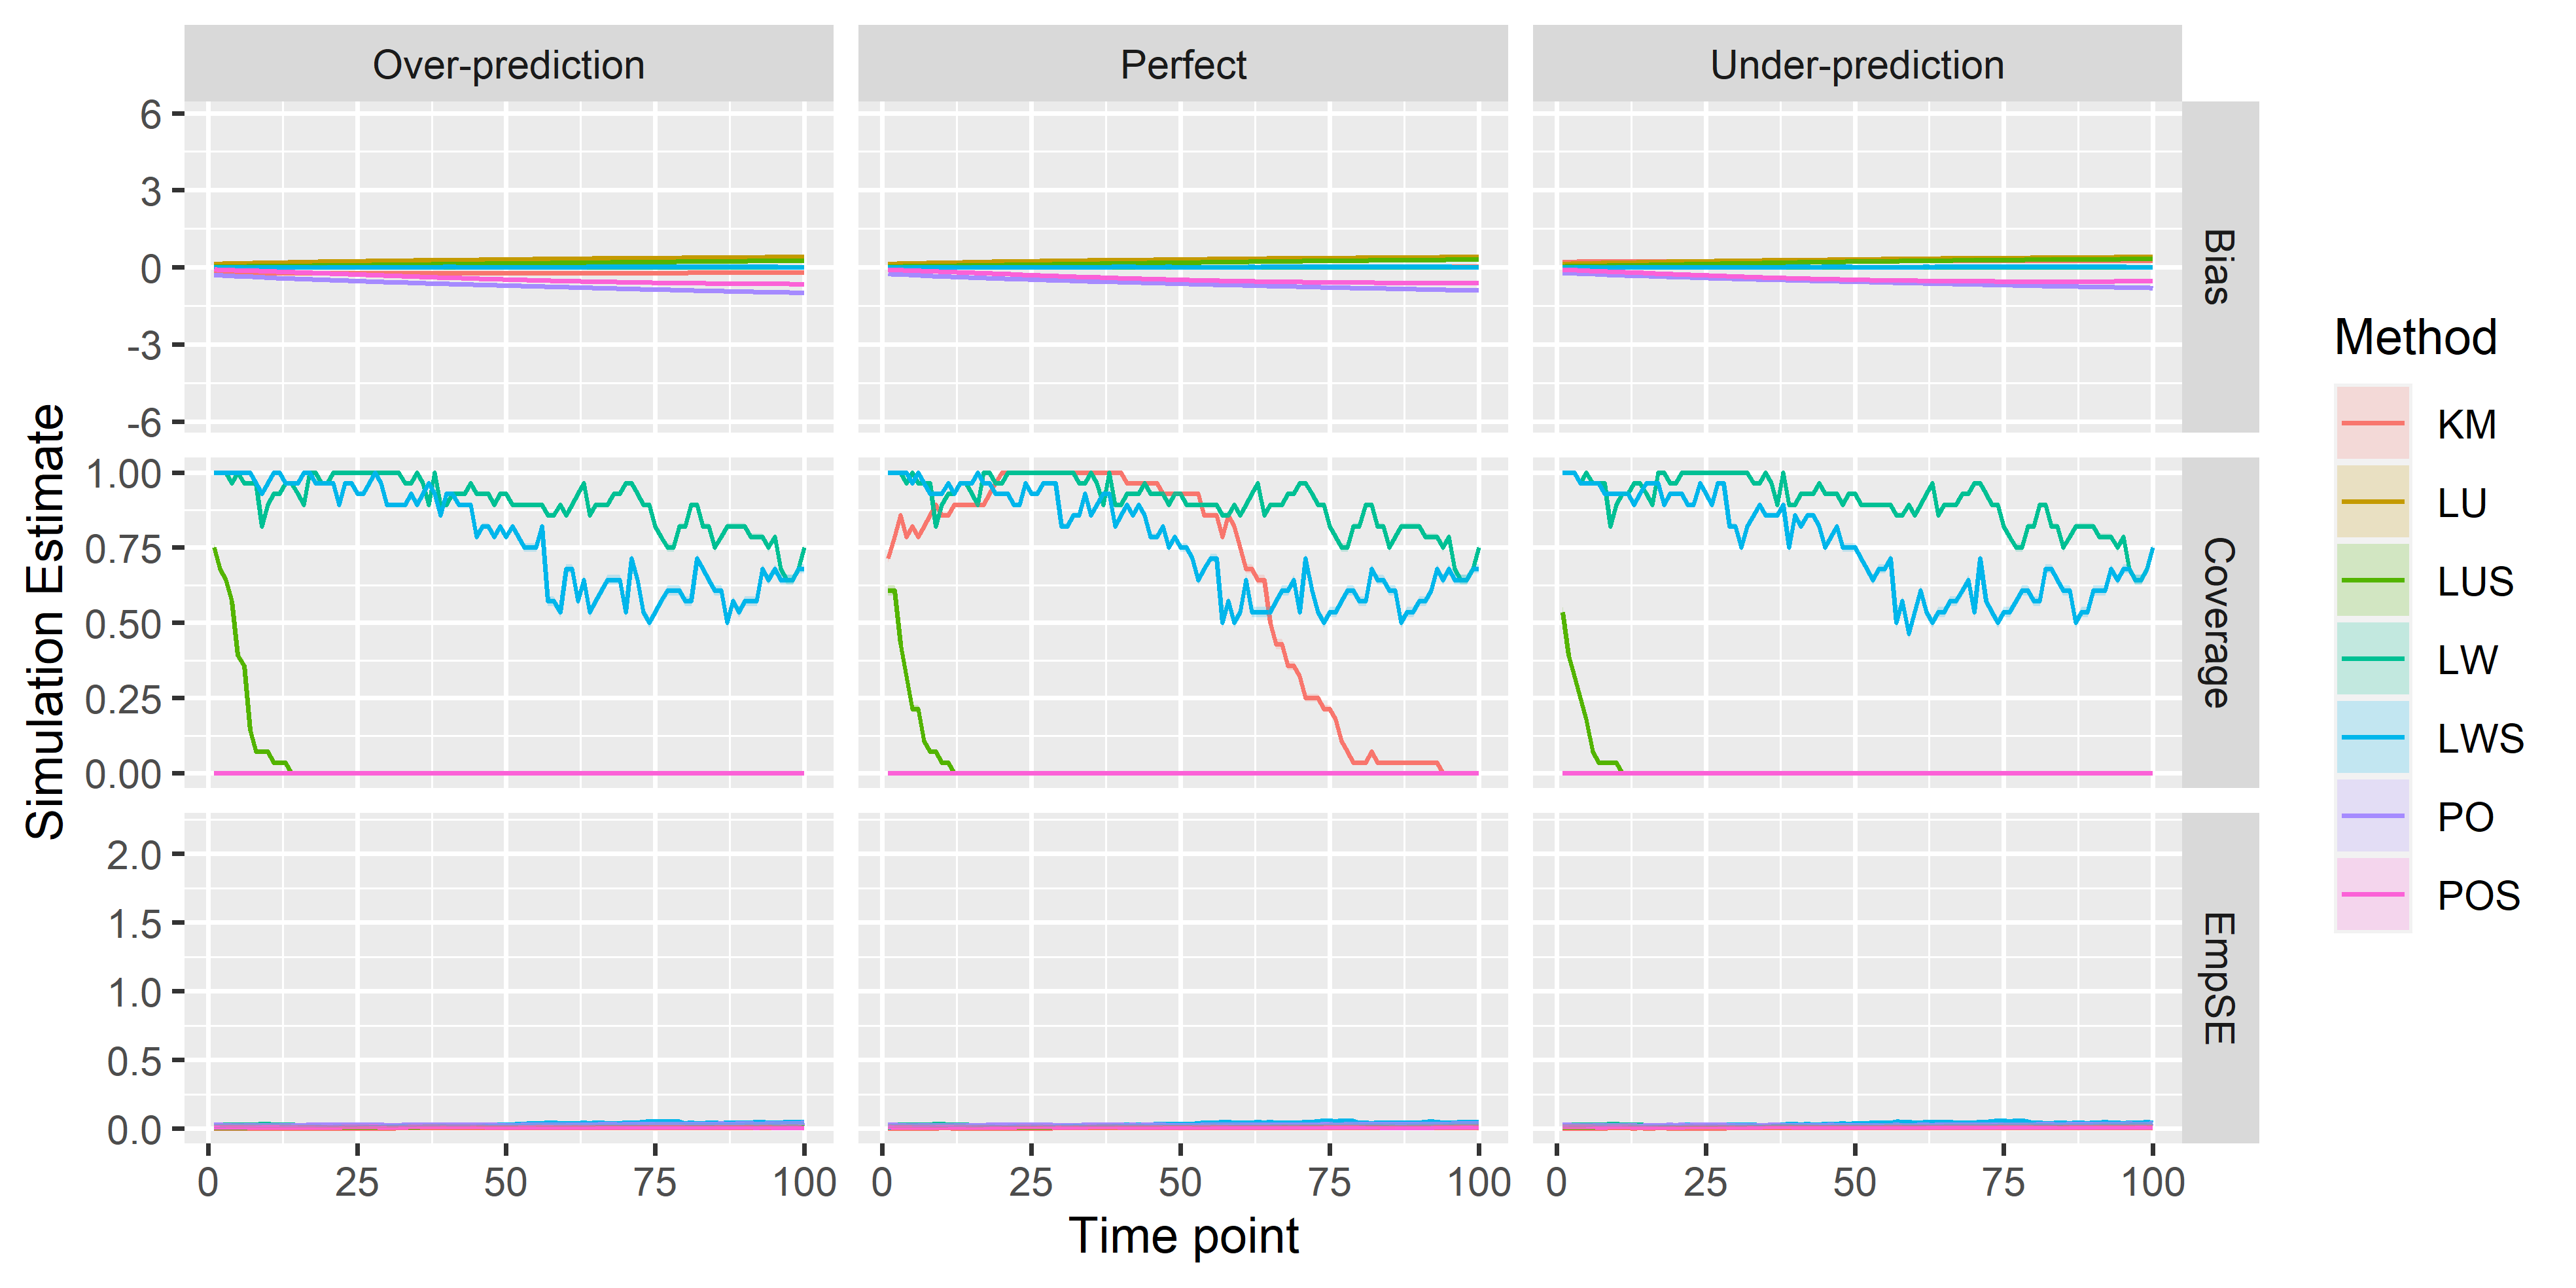 Over-prediction Perfect Under-prediction
6
3
0
-3
-6
Bias
1.00
0.75
0.50
0.25
0.00
Coverage
2.0
1.5
1.0
0.5
0.0
EmpSE
0 25 50 75 100 0 25 50 75 100 0 25 50 75 100
Time point
Simulation Estimate
Method
KM
LU
LUS
LW
LWS
PO
POS